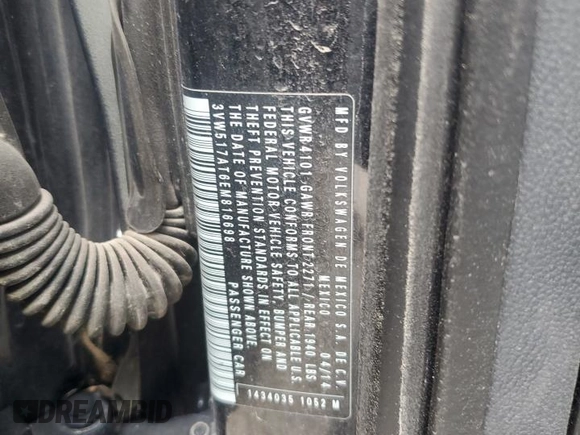 MFD BY VOLKSWAGEN DE MEXICO S.A. DE C.V.
MEXICO 04/14
GVWR 4101 GAWR FRONT 2271 /REAR 1940 LBS
THIS VEHICLE CONFORMS TO ALL APPLICABLE U.S.
FEDERAL MOTOR VEHICLE SAFETY, BUMPER AND
THEFT PREVENTION STANDARDS IN EFFECT ON
THE DATE OF MANUFACTURE SHOWN ABOVE.
3VW517AT6EM816698 PASSENGER CAR
1434035 1052 M
DREAMBID